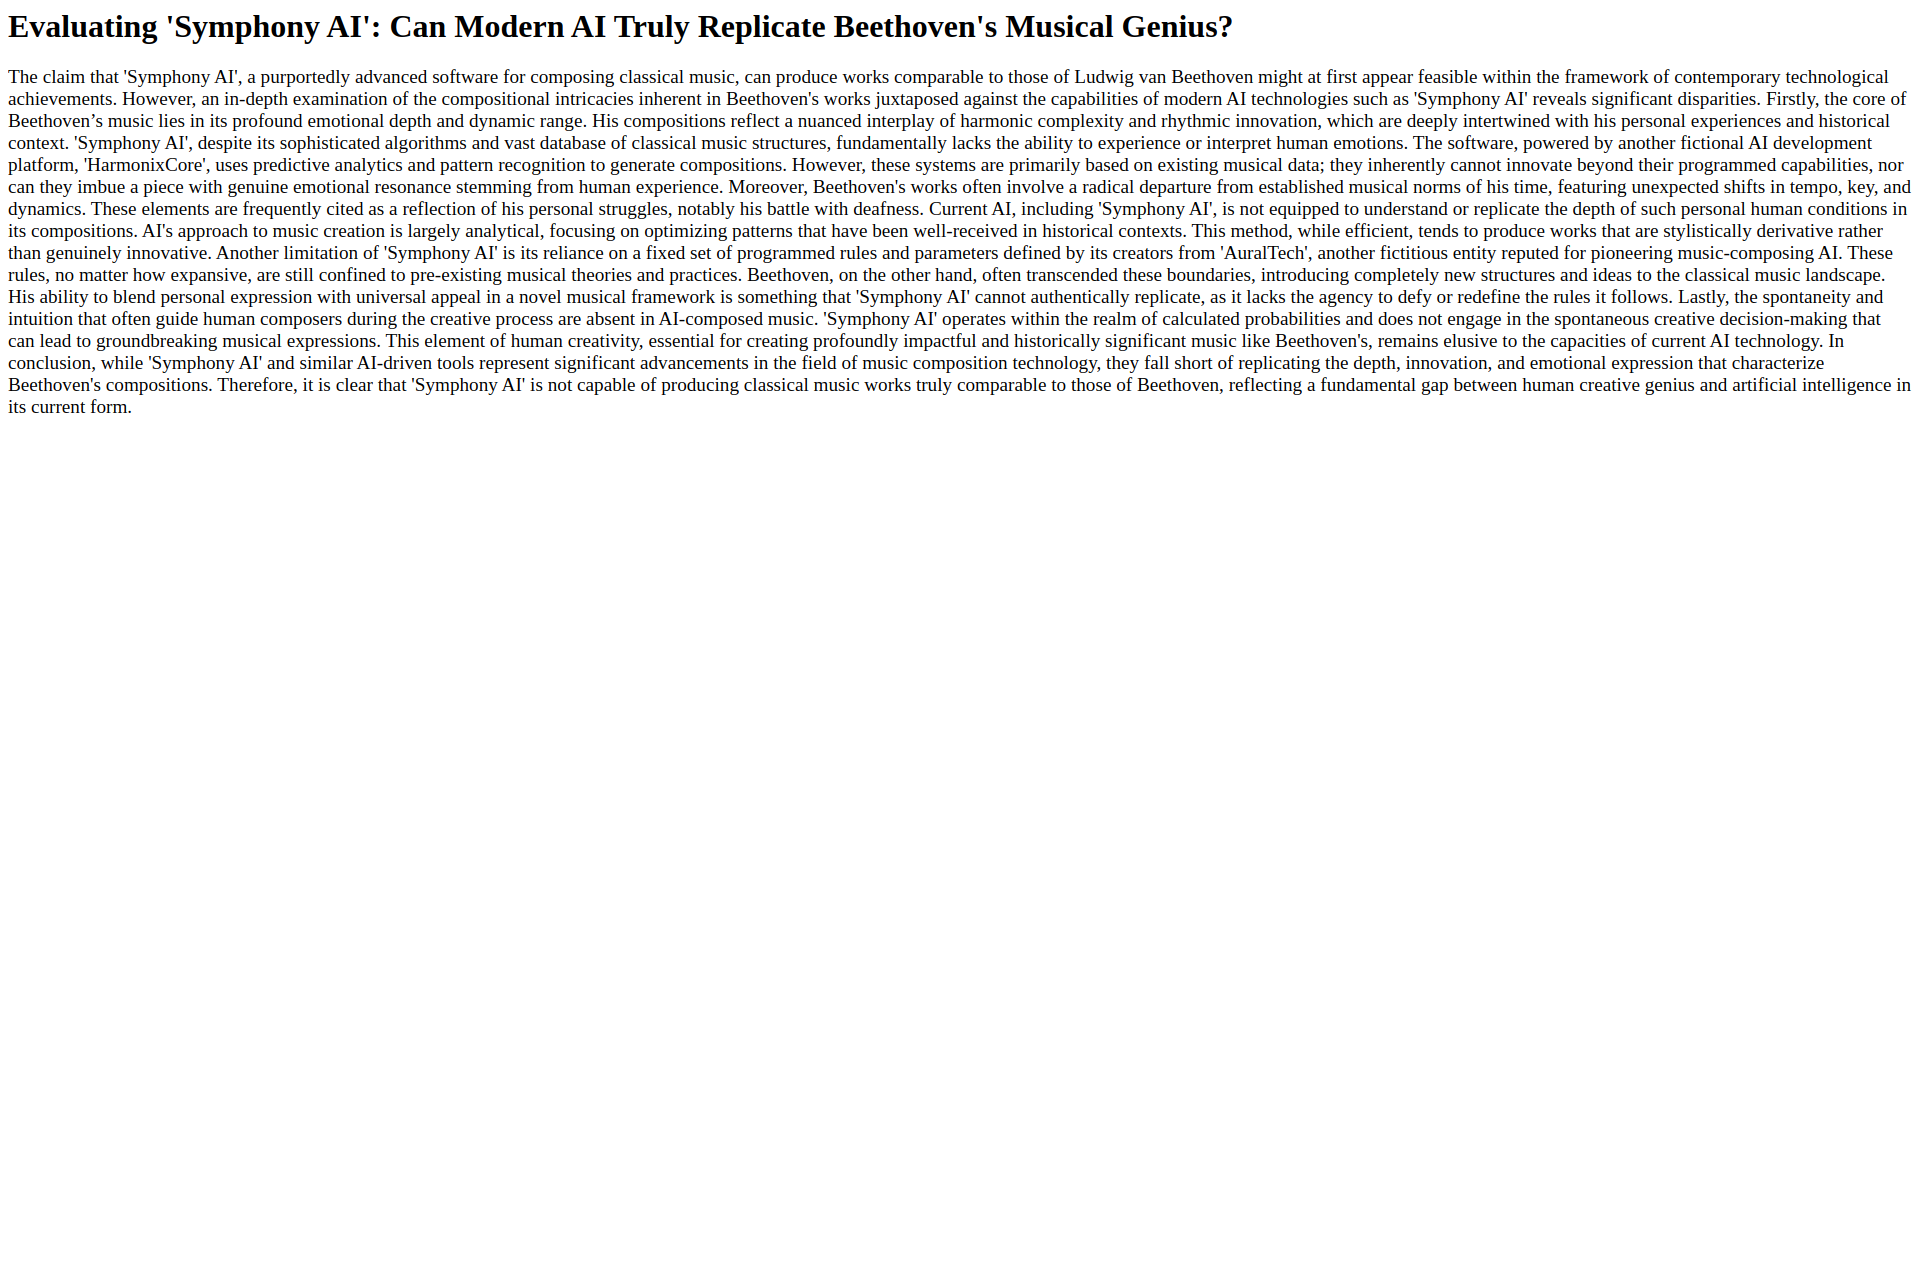 Evaluating 'Symphony AI': Can Modern AI Truly Replicate Beethoven's Musical Genius?
The claim that 'Symphony AI', a purportedly advanced software for composing classical music, can produce works comparable to those of Ludwig van Beethoven might at first appear feasible within the framework of contemporary technological
achievements. However, an in-depth examination of the compositional intricacies inherent in Beethoven's works juxtaposed against the capabilities of modern AI technologies such as 'Symphony AI' reveals significant disparities. Firstly, the core of
Beethoven’s music lies in its profound emotional depth and dynamic range. His compositions reflect a nuanced interplay of harmonic complexity and rhythmic innovation, which are deeply intertwined with his personal experiences and historical
context. 'Symphony AI', despite its sophisticated algorithms and vast database of classical music structures, fundamentally lacks the ability to experience or interpret human emotions. The software, powered by another fictional AI development
platform, 'HarmonixCore', uses predictive analytics and pattern recognition to generate compositions. However, these systems are primarily based on existing musical data; they inherently cannot innovate beyond their programmed capabilities, nor
can they imbue a piece with genuine emotional resonance stemming from human experience. Moreover, Beethoven's works often involve a radical departure from established musical norms of his time, featuring unexpected shifts in tempo, key, and
dynamics. These elements are frequently cited as a reflection of his personal struggles, notably his battle with deafness. Current AI, including 'Symphony AI', is not equipped to understand or replicate the depth of such personal human conditions in
its compositions. AI's approach to music creation is largely analytical, focusing on optimizing patterns that have been well-received in historical contexts. This method, while efficient, tends to produce works that are stylistically derivative rather
than genuinely innovative. Another limitation of 'Symphony AI' is its reliance on a fixed set of programmed rules and parameters defined by its creators from 'AuralTech', another fictitious entity reputed for pioneering music-composing AI. These
rules, no matter how expansive, are still confined to pre-existing musical theories and practices. Beethoven, on the other hand, often transcended these boundaries, introducing completely new structures and ideas to the classical music landscape.
His ability to blend personal expression with universal appeal in a novel musical framework is something that 'Symphony AI' cannot authentically replicate, as it lacks the agency to defy or redefine the rules it follows. Lastly, the spontaneity and
intuition that often guide human composers during the creative process are absent in AI-composed music. 'Symphony AI' operates within the realm of calculated probabilities and does not engage in the spontaneous creative decision-making that
can lead to groundbreaking musical expressions. This element of human creativity, essential for creating profoundly impactful and historically significant music like Beethoven's, remains elusive to the capacities of current AI technology. In
conclusion, while 'Symphony AI' and similar AI-driven tools represent significant advancements in the field of music composition technology, they fall short of replicating the depth, innovation, and emotional expression that characterize
Beethoven's compositions. Therefore, it is clear that 'Symphony AI' is not capable of producing classical music works truly comparable to those of Beethoven, reflecting a fundamental gap between human creative genius and artificial intelligence in
its current form.